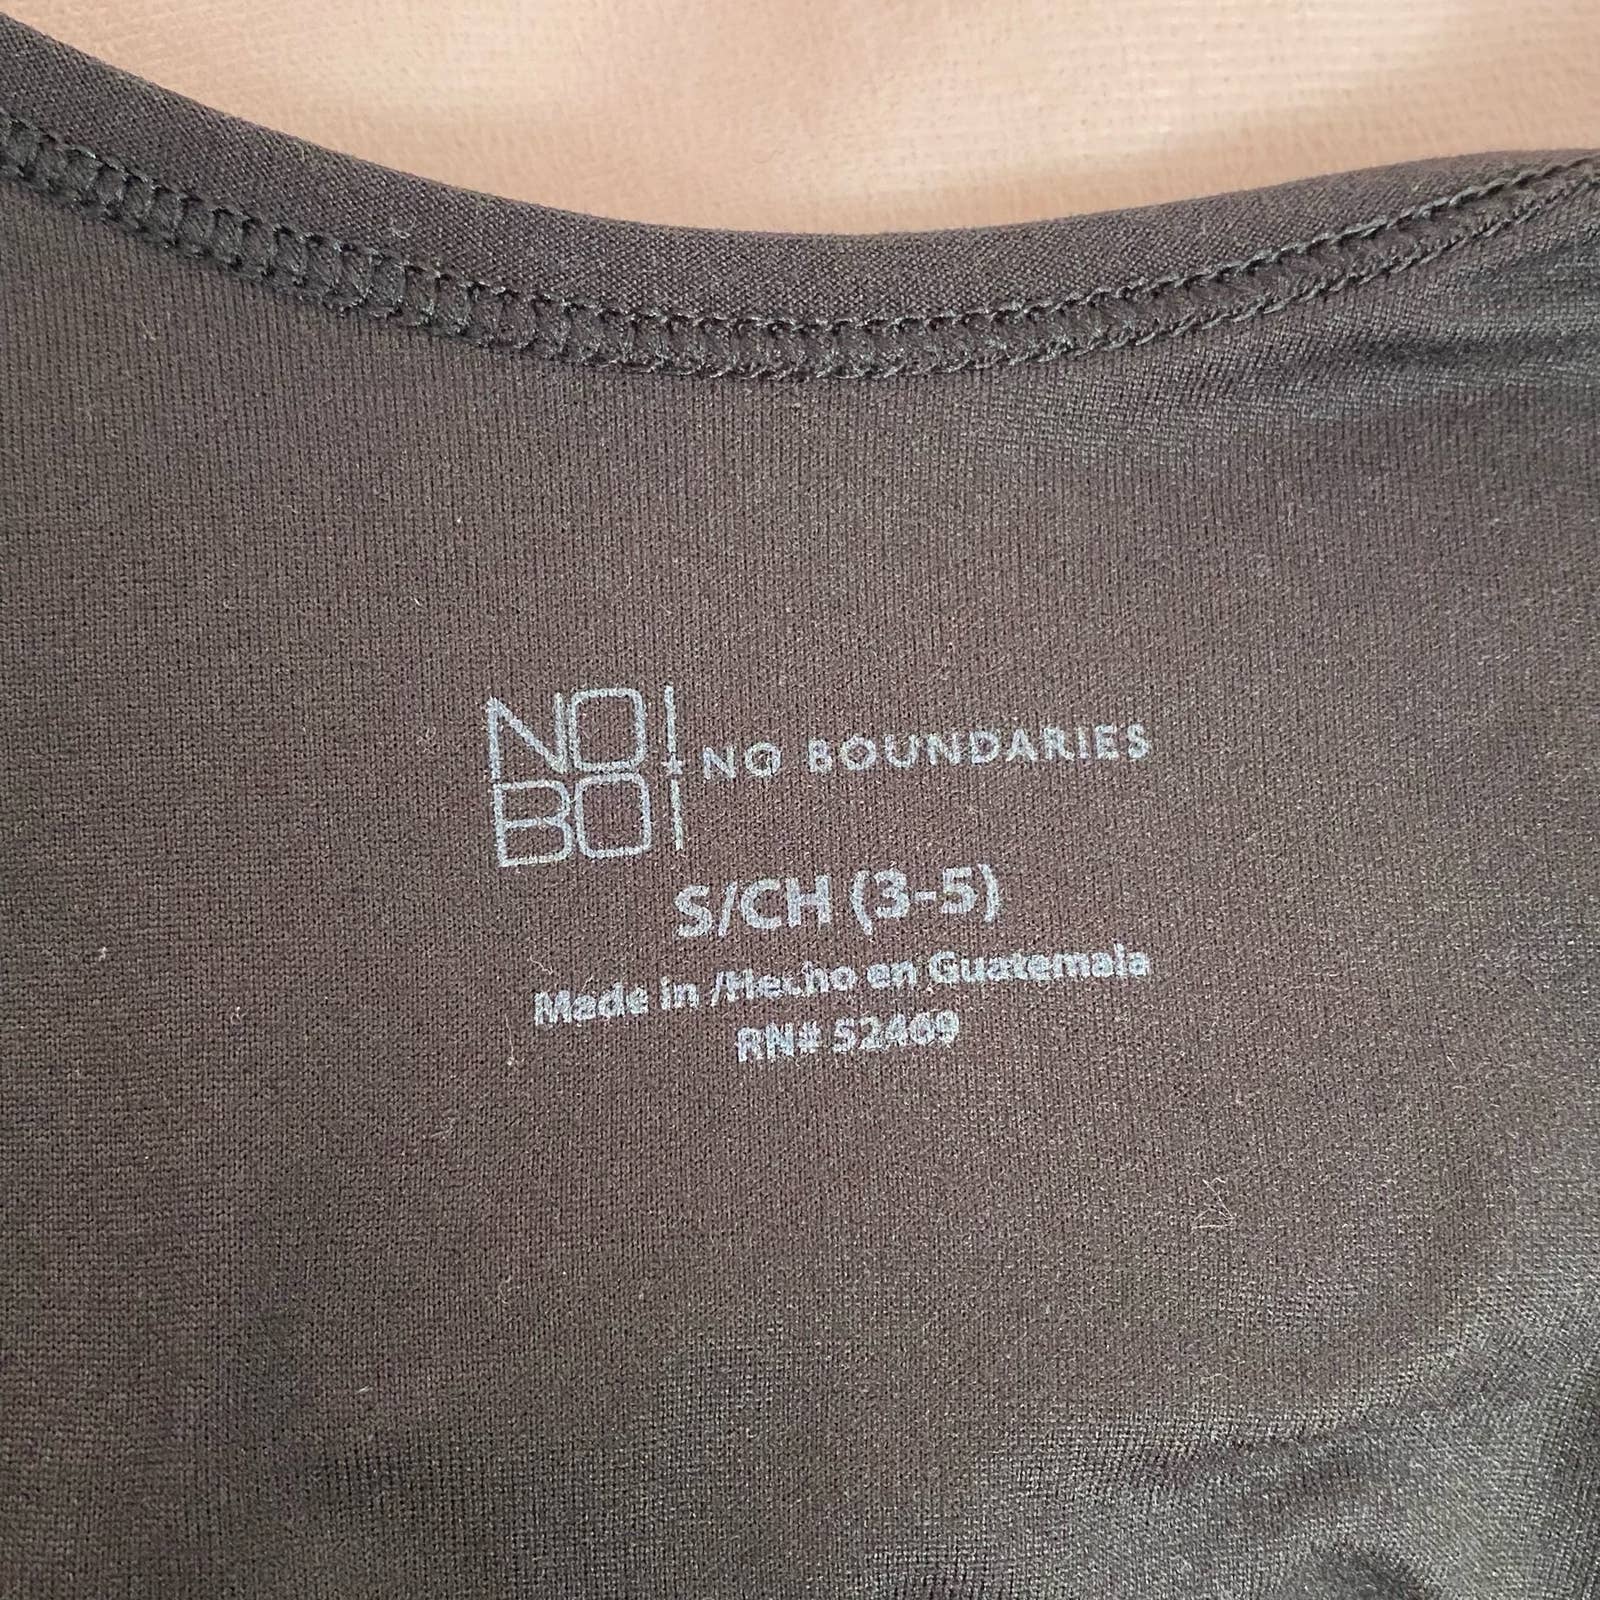 NO
BO
NO BOUNDARIES
S/CH (3-5)
Made in /Hecho en Guatemala
RN# 52469